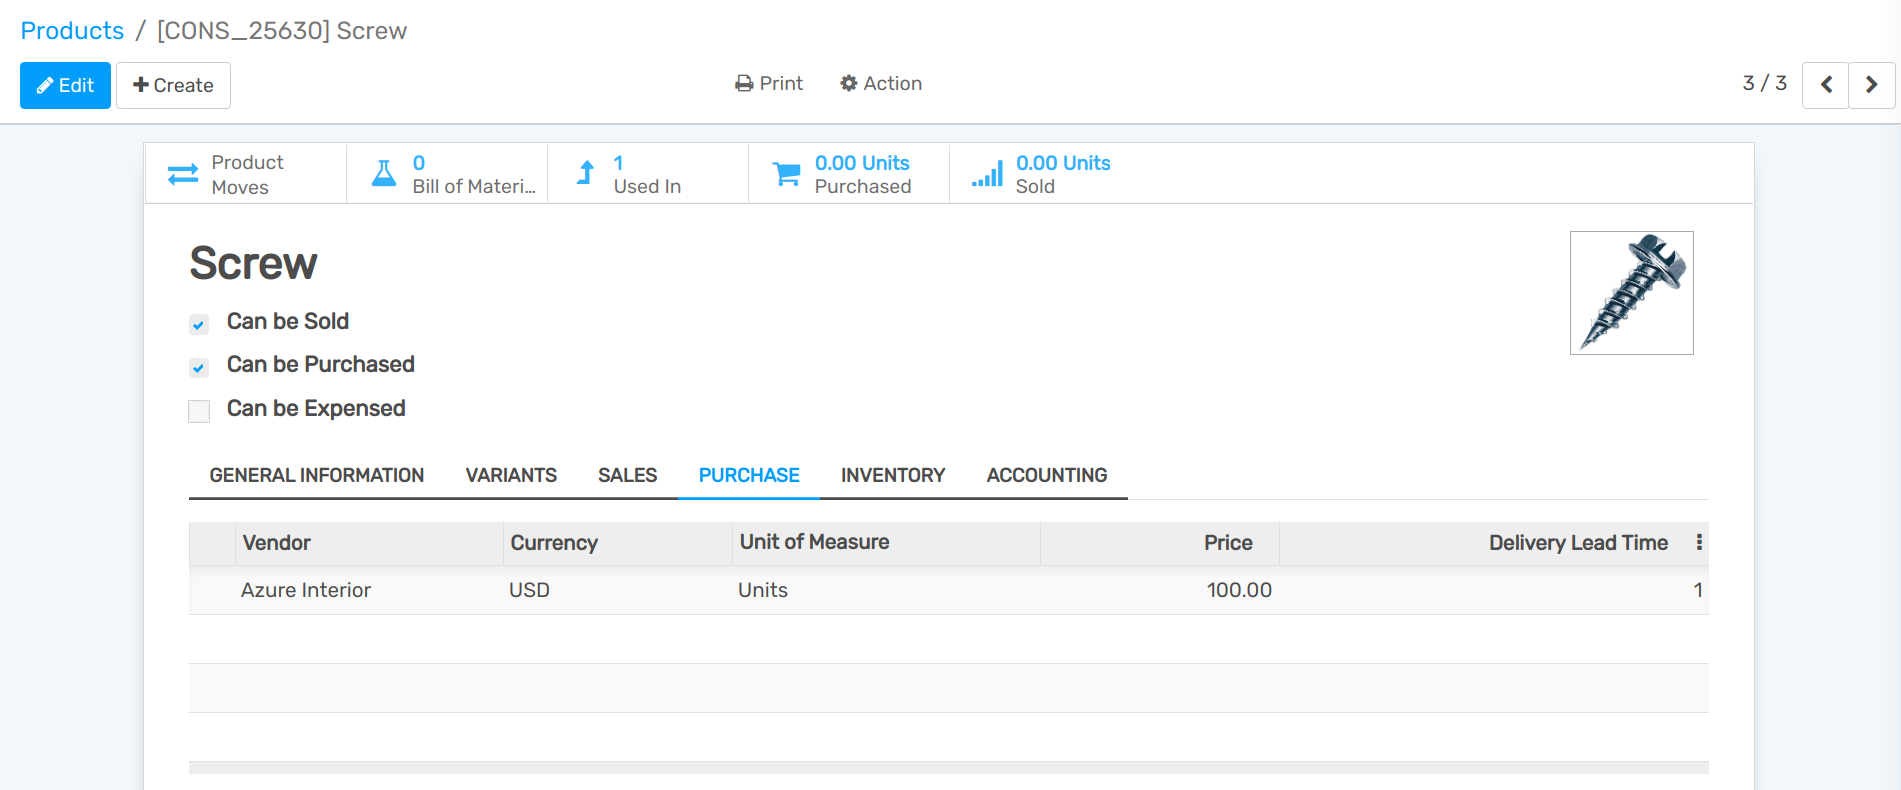 Products / [CONS_25630] Screw
Edit Create Print Action 3 / 3
Product Moves
0 Bill of Materi...
1 Used In
0.00 Units Purchased
0.00 Units Sold
Screw
Can be Sold
Can be Purchased
Can be Expensed
GENERAL INFORMATION VARIANTS SALES PURCHASE INVENTORY ACCOUNTING
Vendor Currency Unit of Measure Price Delivery Lead Time
Azure Interior USD Units 100.00 1